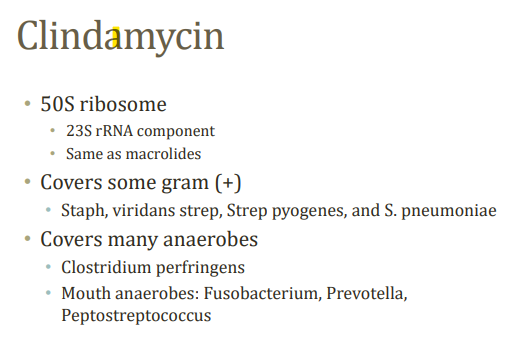 Clindamycin
• 50S ribosome
• 23S rRNA component
• Same as macrolides
• Covers some gram (+)
• Staph, viridans strep, Strep pyogenes, and S. pneumoniae
• Covers many anaerobes
• Clostridium perfringens
• Mouth anaerobes: Fusobacterium, Prevotella,
Peptostreptococcus